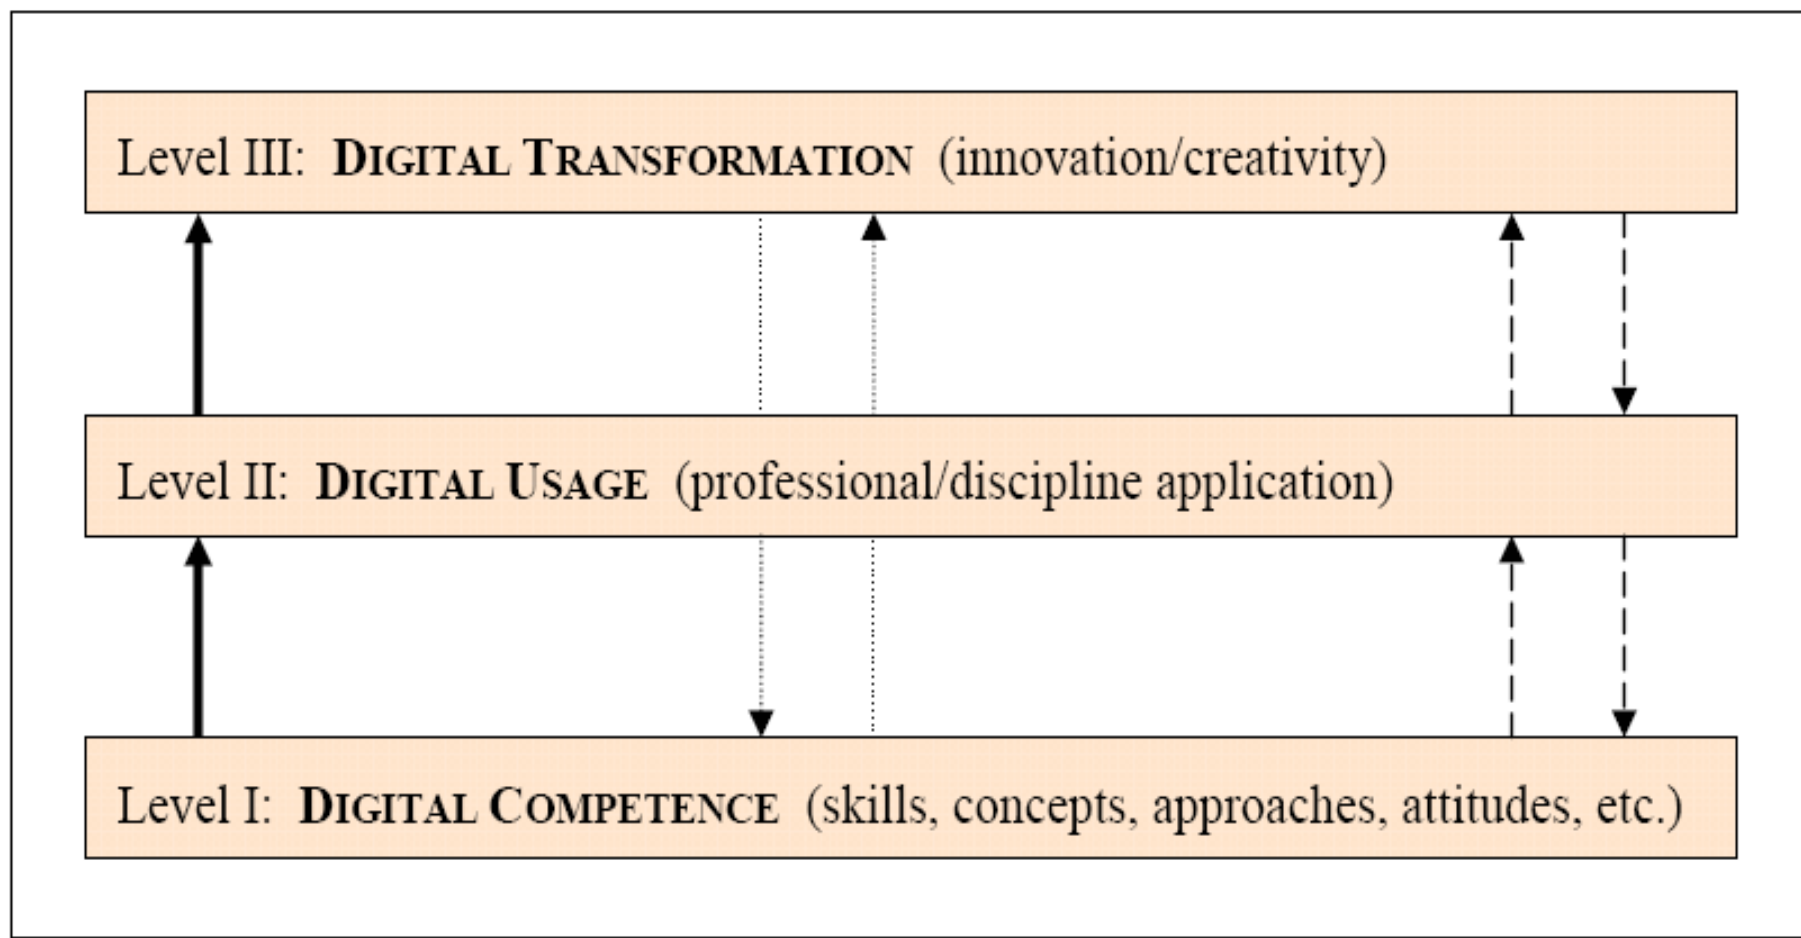 Level III: DIGITAL TRANSFORMATION (innovation/creativity)
Level II: DIGITAL USAGE (professional/discipline application)
Level I: DIGITAL COMPETENCE (skills, concepts, approaches, attitudes, etc.)